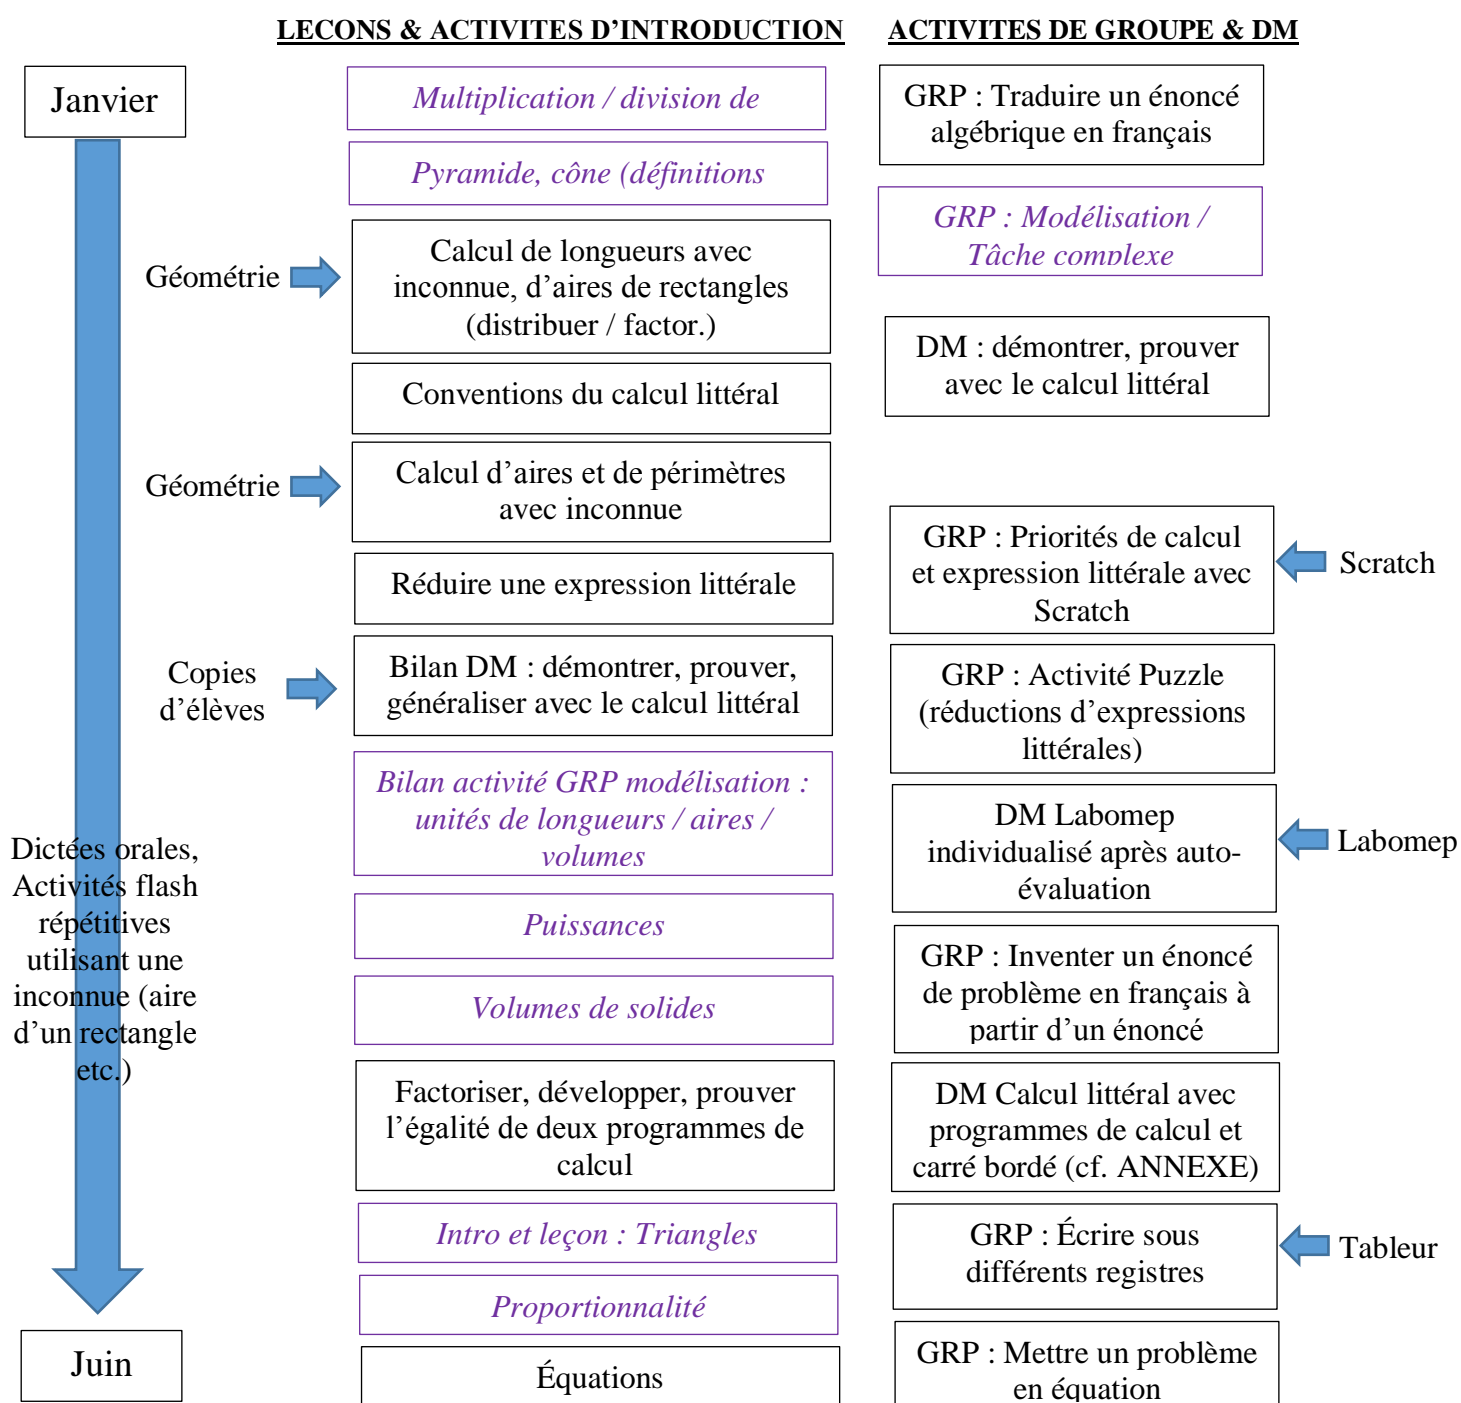 LECONS & ACTIVITES D'INTRODUCTION
ACTIVITES DE GROUPE & DM
Janvier
Multiplication / division de
GRP : Traduire un énoncé
algébrique en français
Pyramide, cône (définitions
GRP : Modélisation /
Tâche complexe
Géométrie
Calcul de longueurs avec
inconnue, d'aires de rectangles
(distribuer / factor.)
DM : démontrer, prouver
avec le calcul littéral
Conventions du calcul littéral
Géométrie
Calcul d'aires et de périmètres
avec inconnue
GRP : Priorités de calcul
et expression littérale avec
Scratch
Scratch
Réduire une expression littérale
Copies
d'élèves
Bilan DM : démontrer, prouver,
généraliser avec le calcul littéral
GRP : Activité Puzzle
(réductions d'expressions
littérales)
Bilan activité GRP modélisation :
unités de longueurs / aires /
volumes
DM Labomep
individualisé après auto-
évaluation
Labomep
Dictées orales,
Activités flash
répétitives
utilisant une
inconnue (aire
d'un rectangle
etc.)
Puissances
GRP : Inventer un énoncé
de problème en français à
partir d'un énoncé
Volumes de solides
Factoriser, développer, prouver
l'égalité de deux programmes de
calcul
DM Calcul littéral avec
programmes de calcul et
carré bordé (cf. ANNEXE)
Intro et leçon : Triangles
GRP : Écrire sous
différents registres
Tableur
Proportionnalité
Juin
Équations
GRP : Mettre un problème
en équation